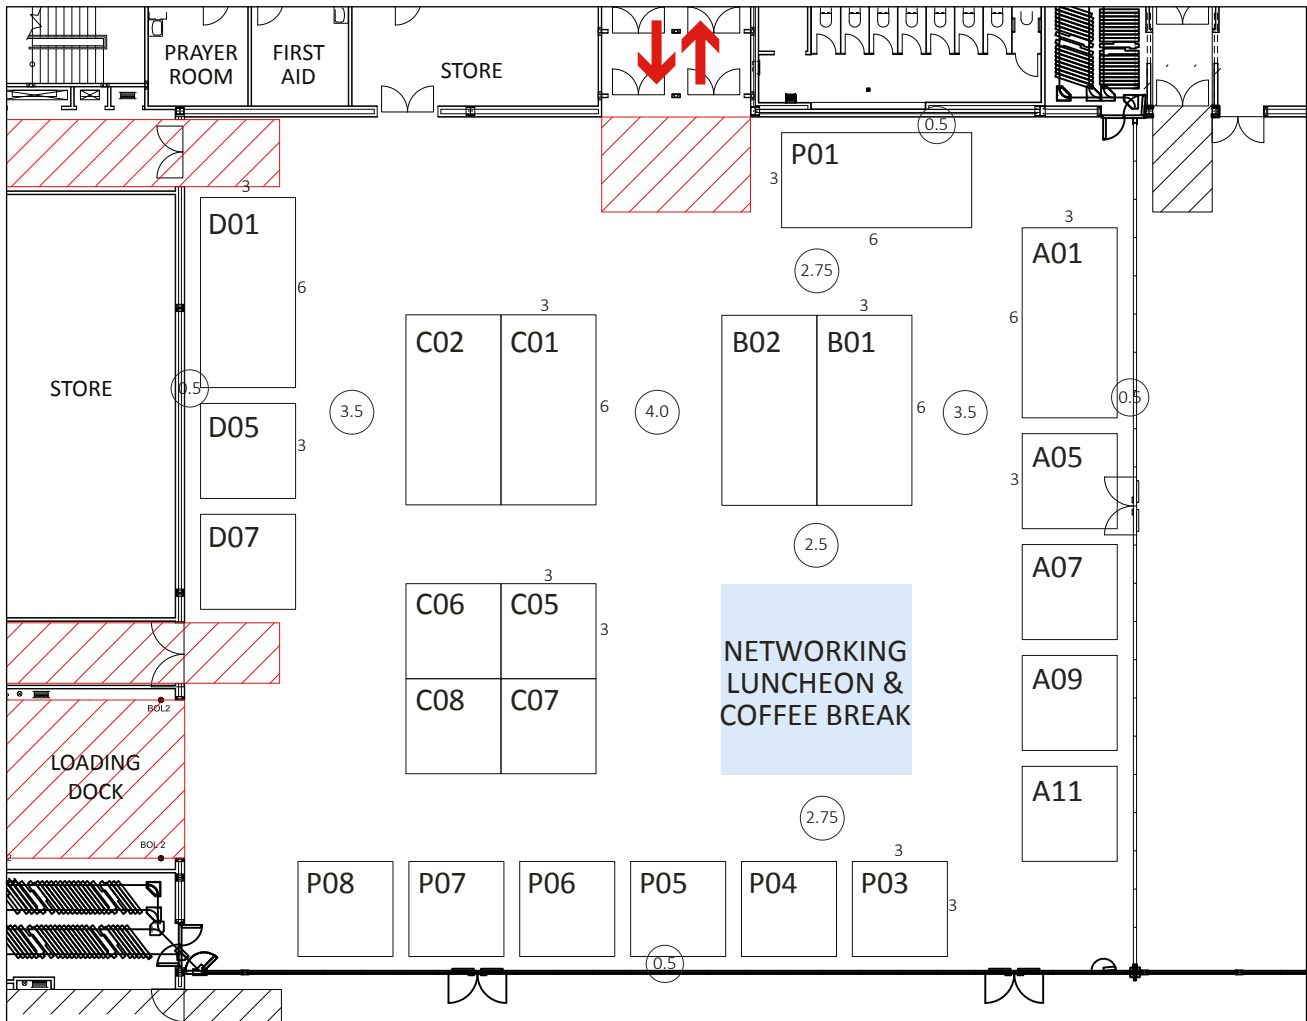 PRAYER
ROOM
FIRST
AID
STORE
0.5
P01
3
6
3
D01
6
3
A01
6
2.75
3
C02
C01
6
3
B02
B01
6
STORE
0.5
3.5
4.0
3.5
0.5
D05
3
A05
3
D07
2.5
A07
3
C06
C05
3
NETWORKING
LUNCHEON &
COFFEE BREAK
C08
C07
A09
BOL2
LOADING
DOCK
A11
BOL 2
2
2.75
3
P08
P07
P06
P05
P04
P03
3
0.5